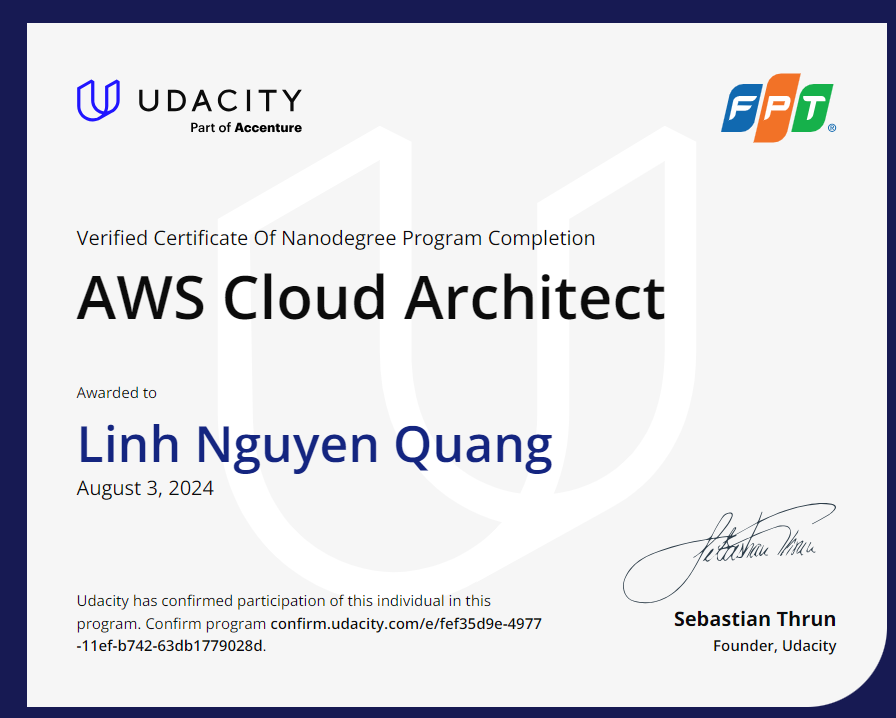 UDACITY
Part of Accenture
FPT®
Verified Certificate Of Nanodegree Program Completion
AWS Cloud Architect
Awarded to
Linh Nguyen Quang
August 3, 2024
Udacity has confirmed participation of this individual in this
program. Confirm program confirm.udacity.com/e/fef35d9e-4977
-11ef-b742-63db1779028d.
Sebastian Thrun
Sebastian Thrun
Founder, Udacity